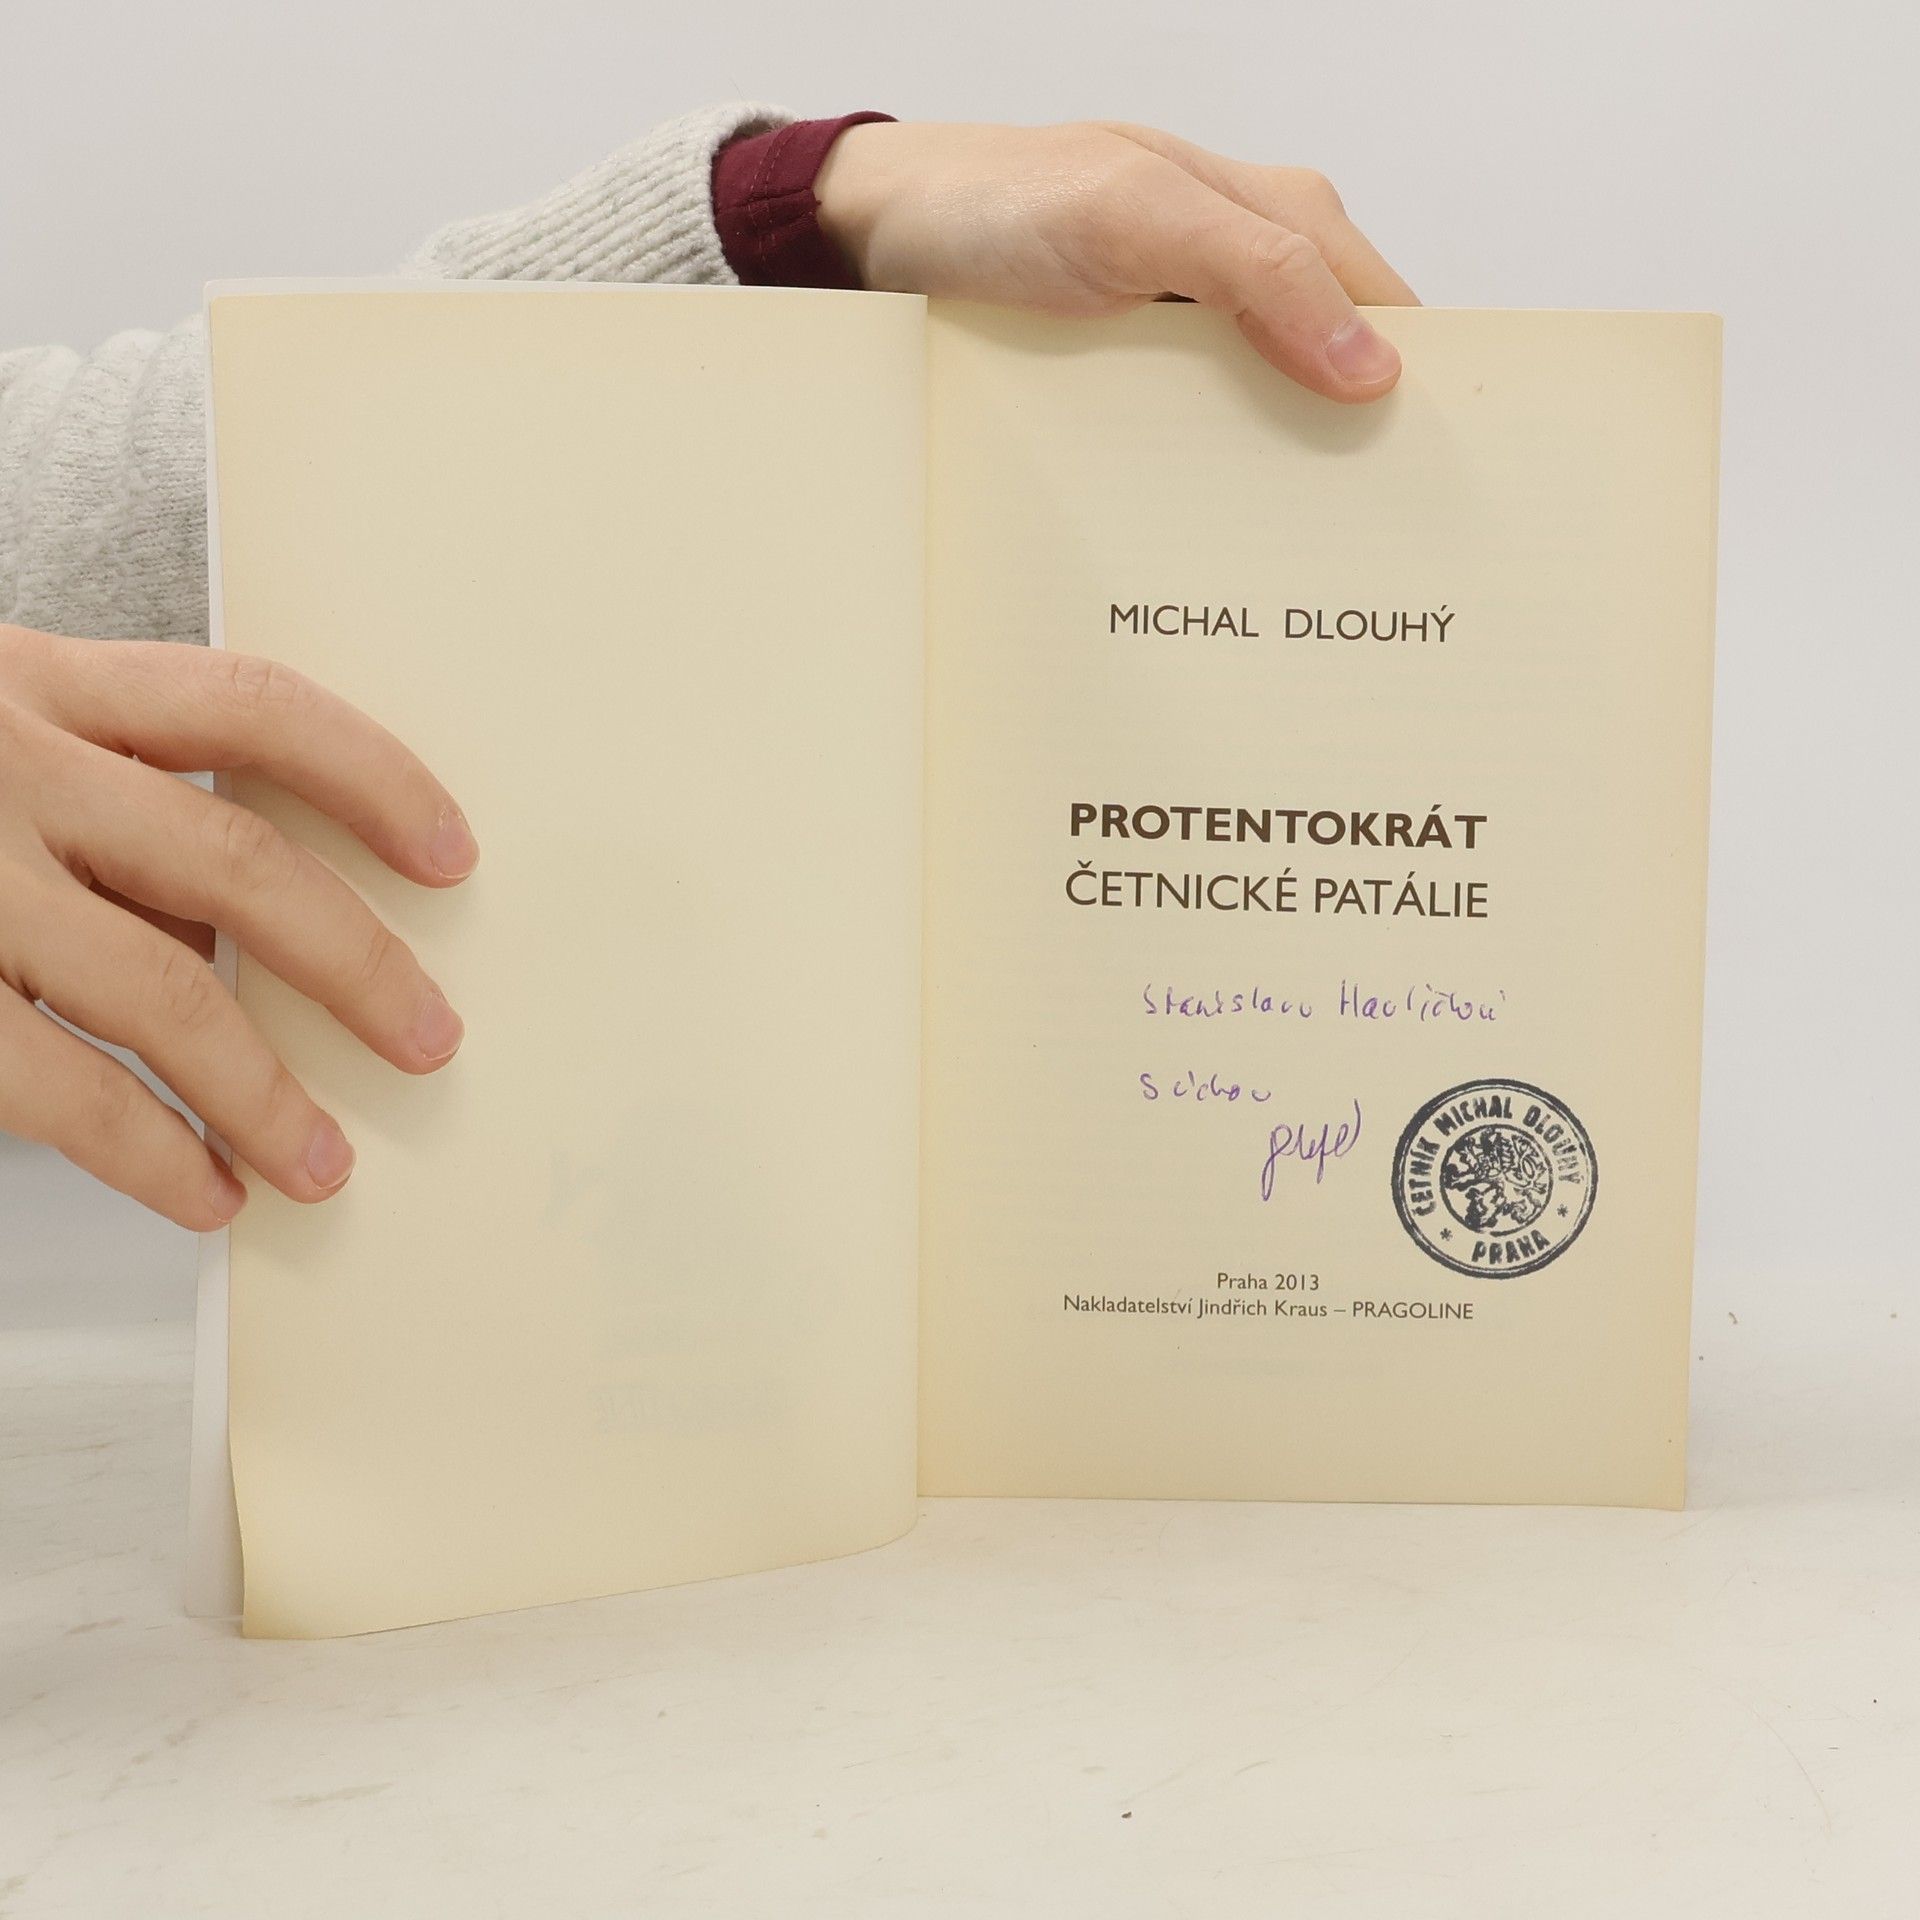 MICHAL DLOUHÝ
PROTENTOKRÁT
ČETNICKÉ PATÁLIE
Stanislavu Havlíčkovi
s úctou
ČETNÍK MICHAL DLOUHÝ
* PRAHA *
Praha 2013
Nakladatelství Jindřich Kraus – PRAGOLINE